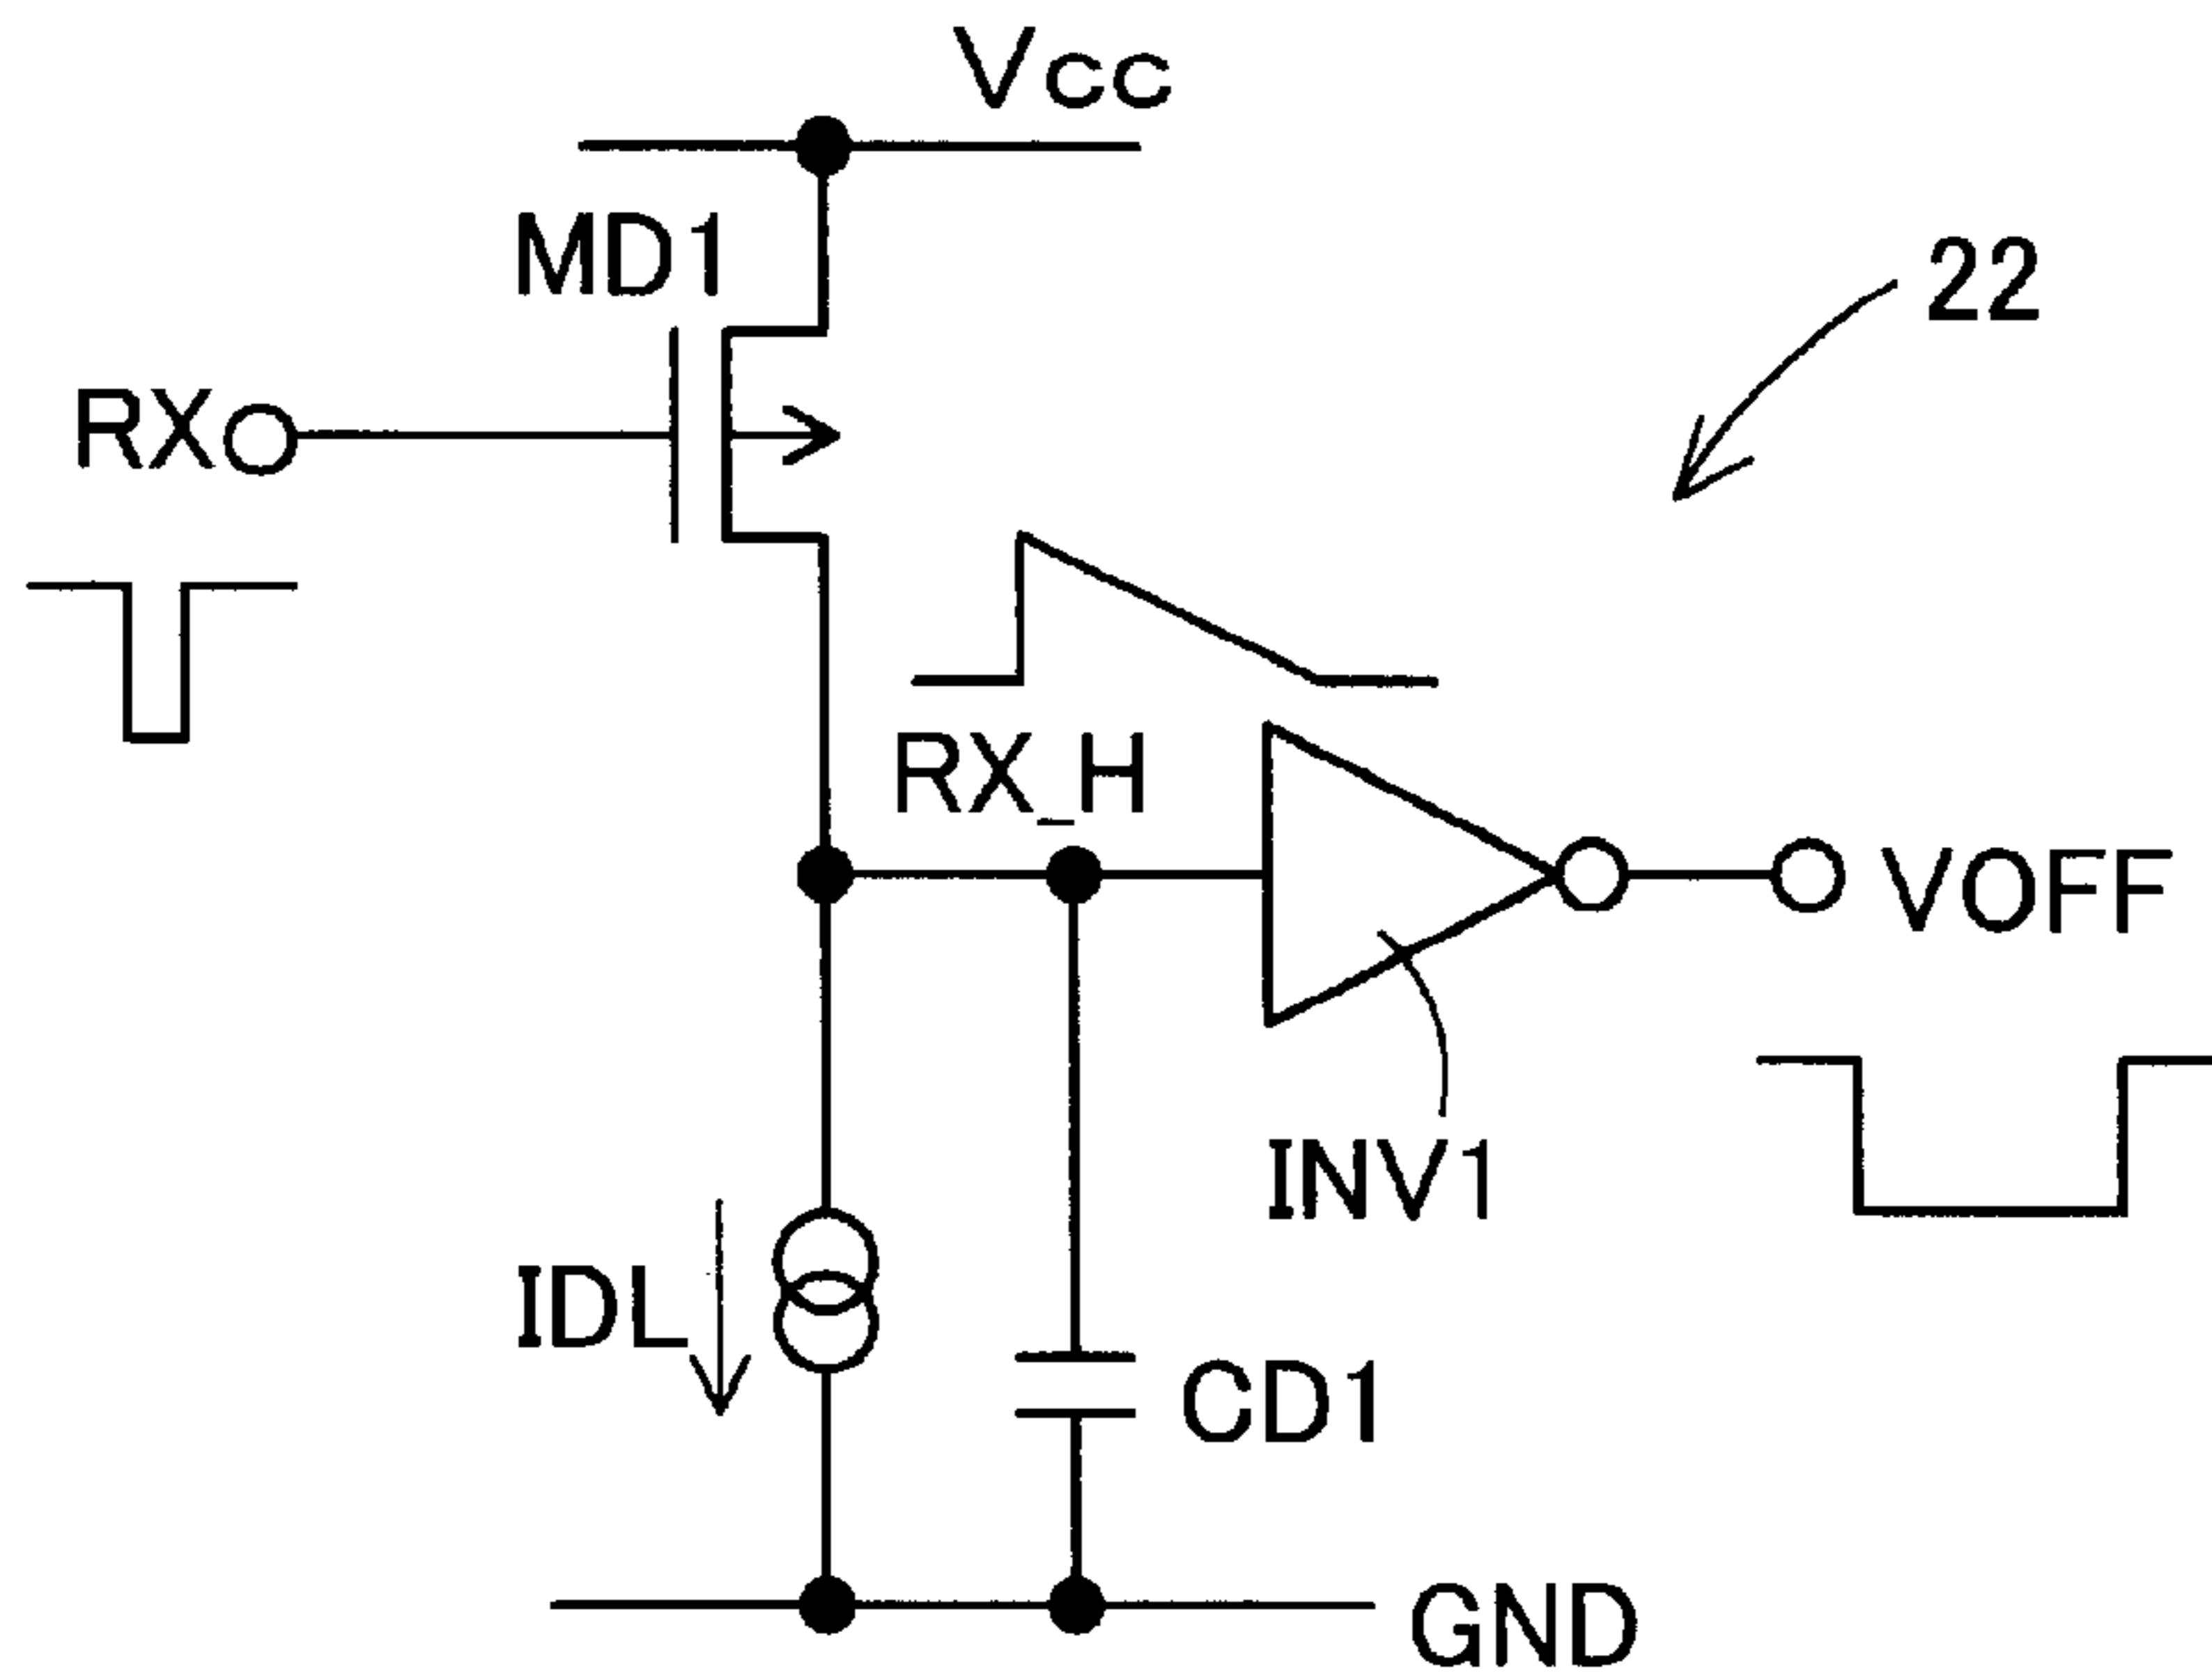 Vcc
MD1
22
RX
RX_H
VOFF
INV1
IDL
CD1
GND